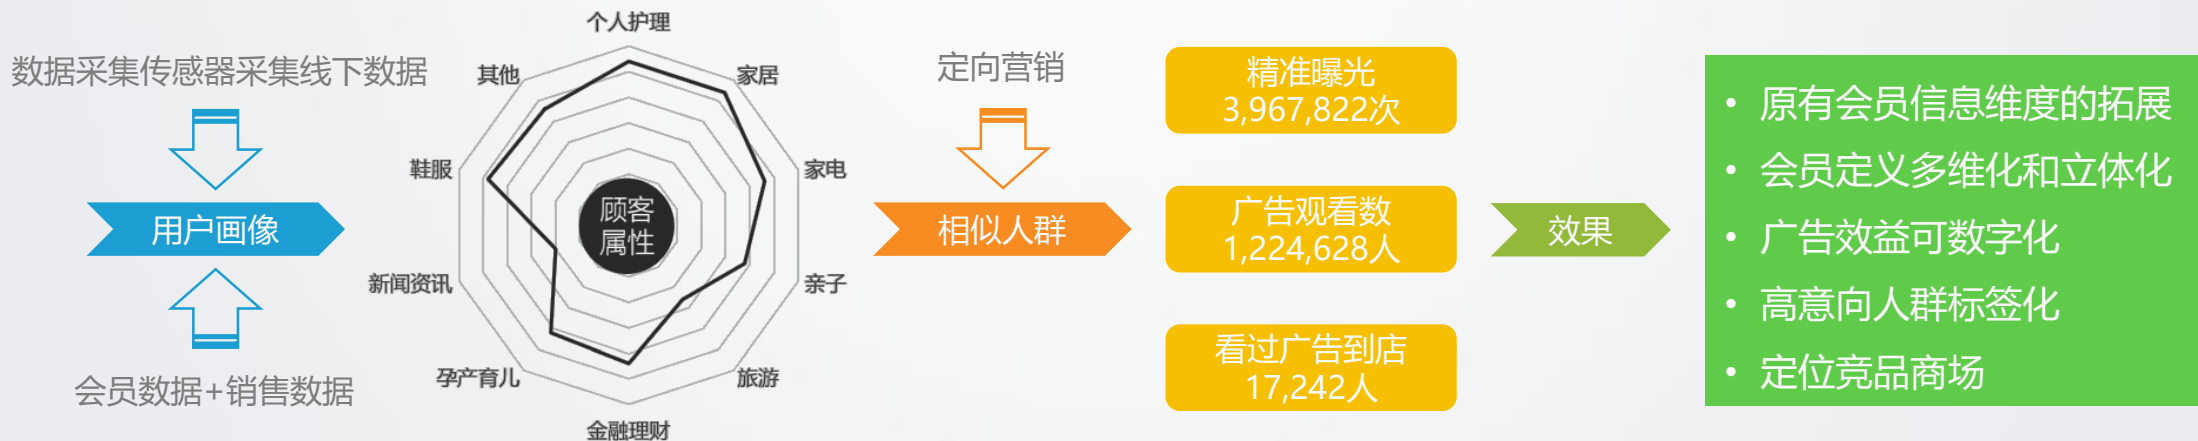 数据采集传感器采集线下数据
用户画像
会员数据+销售数据
个人护理
其他
家居
鞋服
家电
顾客
属性
新闻资讯
亲子
孕产育儿
旅游
金融理财
定向营销
相似人群
精准曝光
3,967,822次
广告观看数
1,224,628人
看过广告到店
17,242人
效果
• 原有会员信息维度的拓展
• 会员定义多维化和立体化
• 广告效益可数字化
• 高意向人群标签化
• 定位竞品商场